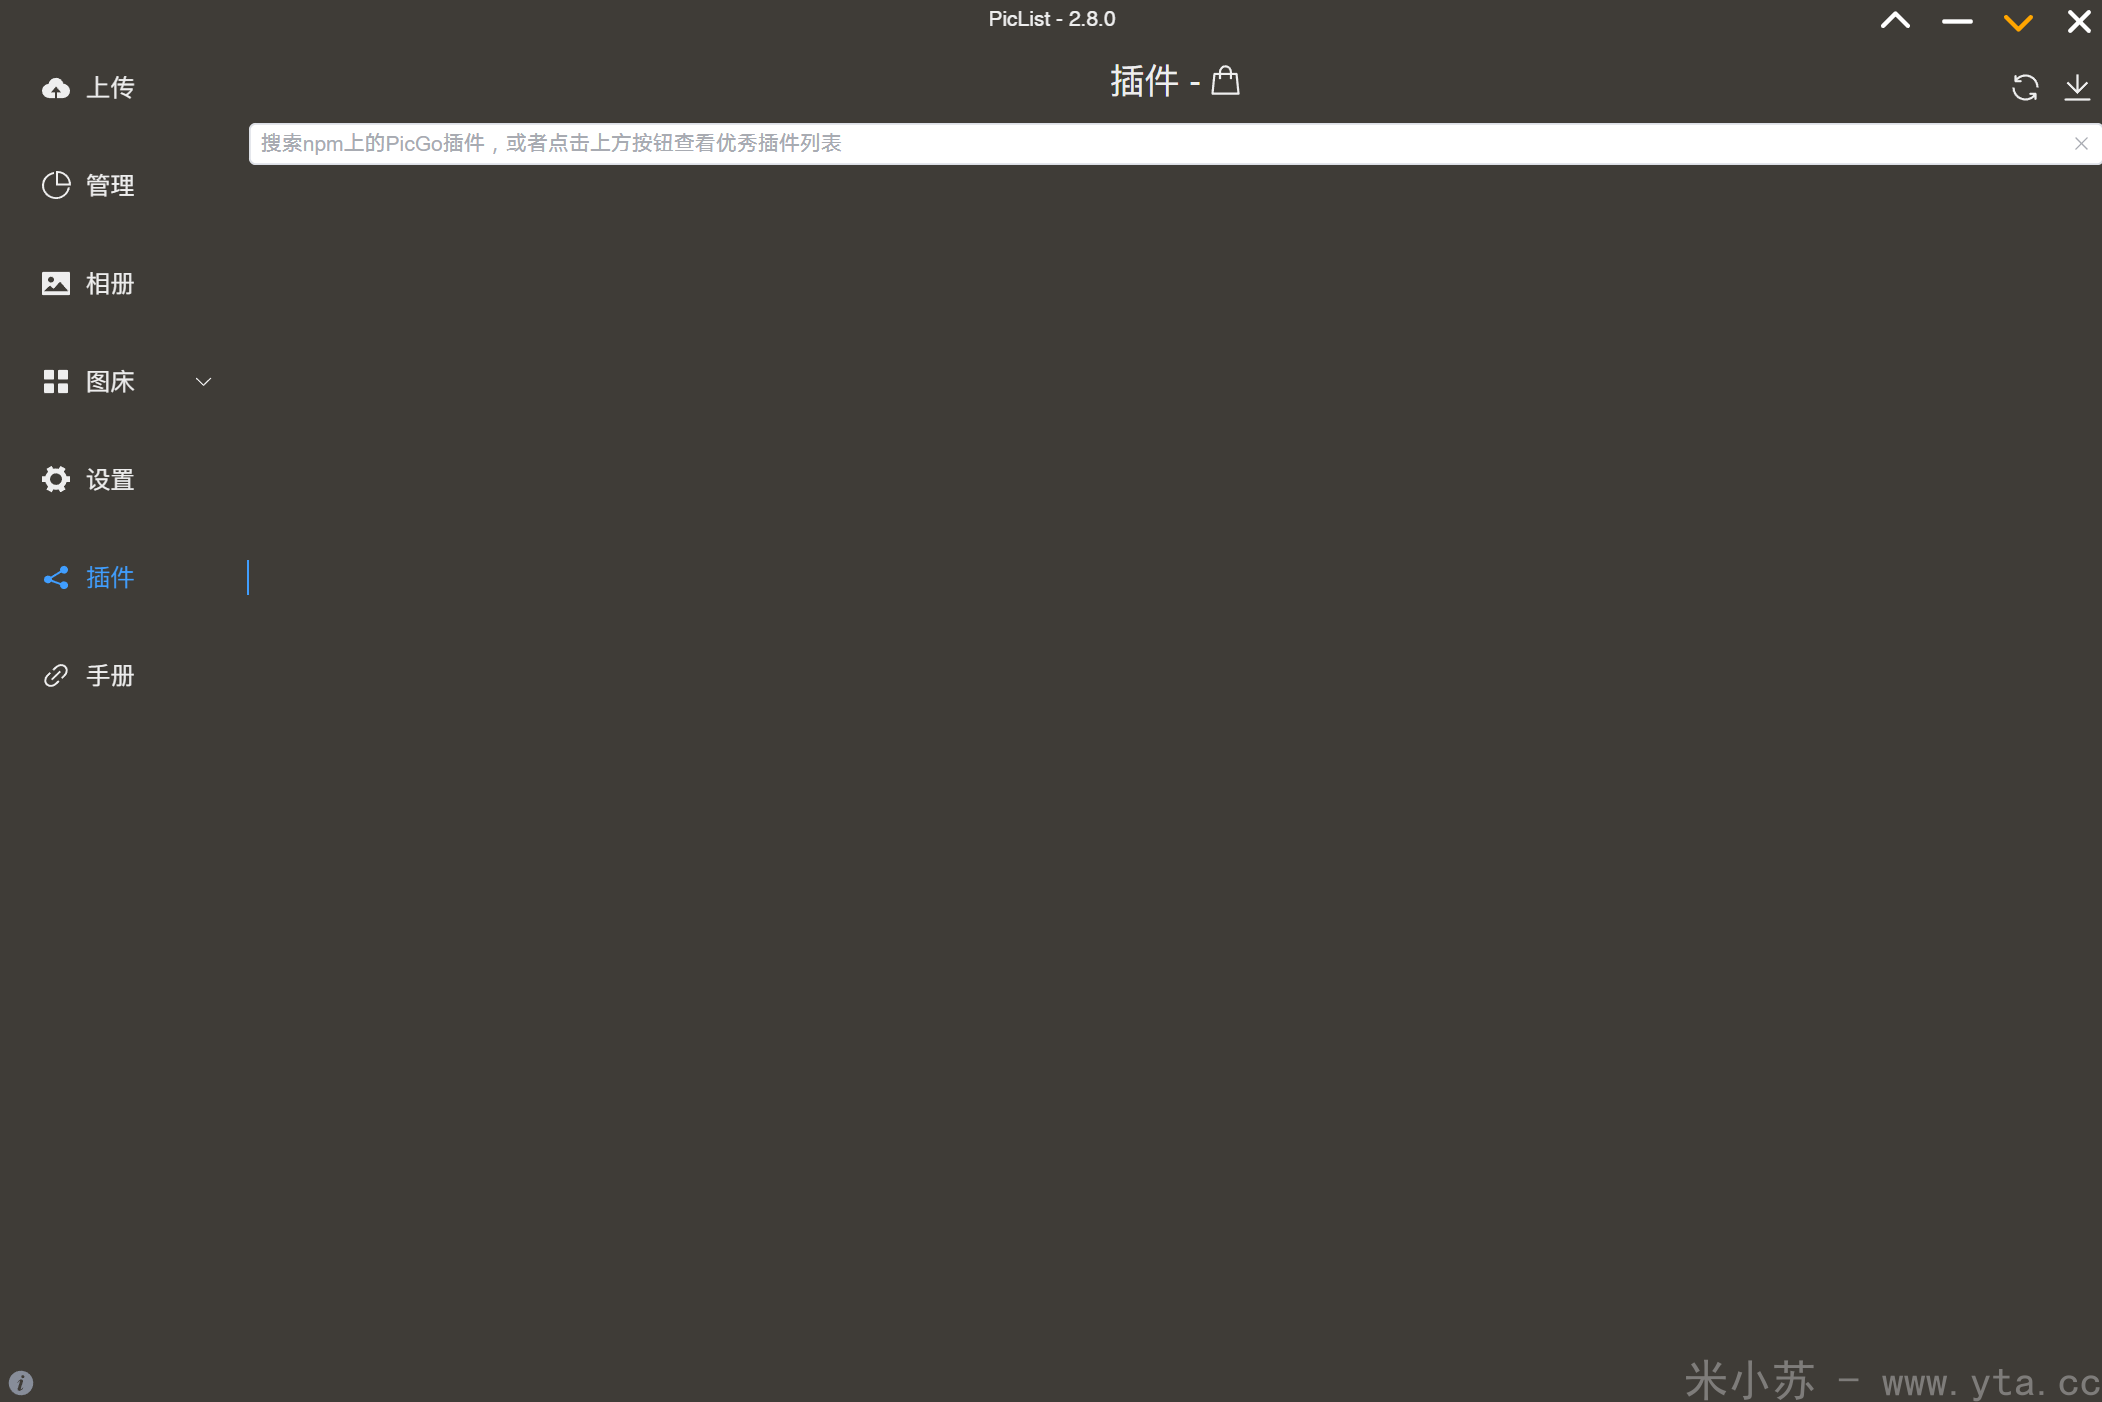 PicList - 2.8.0
上传
插件 -
搜索npm上的PicGo插件，或者点击上方按钮查看优秀插件列表
管理
相册
图床
设置
插件
手册
米小苏 - www.yta.cc